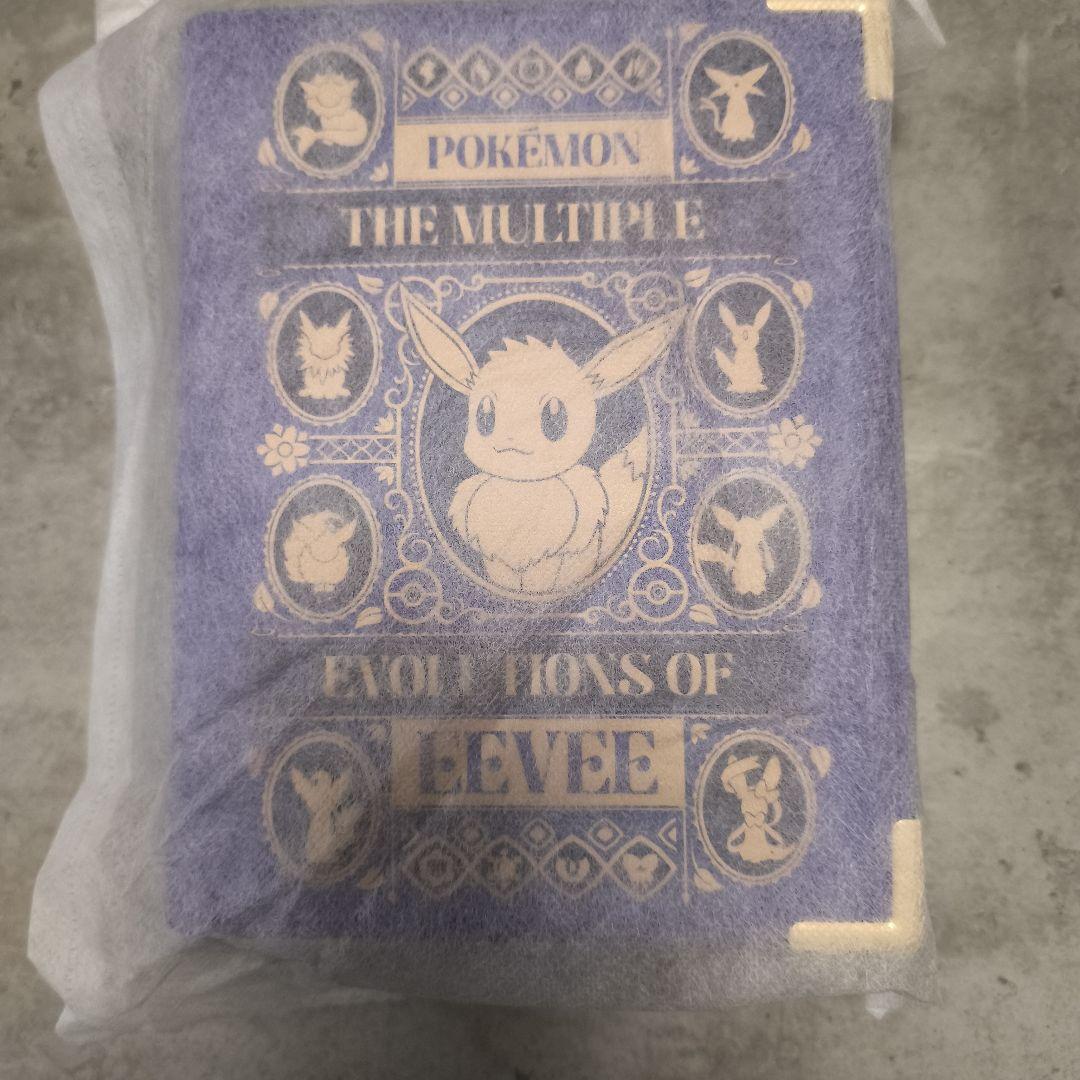 POKÉMON
THE MULTIPLE
EVOLUTIONS OF
EEVEE